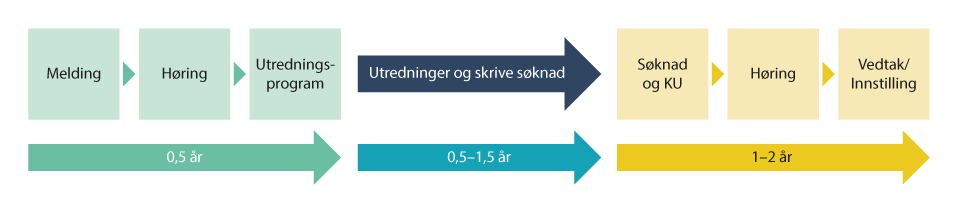 Melding
Høring
Utrednings-
program
Utredninger og skrive søknad
Søknad
og KU
Høring
Vedtak/
Innstilling
0,5 år
0,5–1,5 år
1–2 år